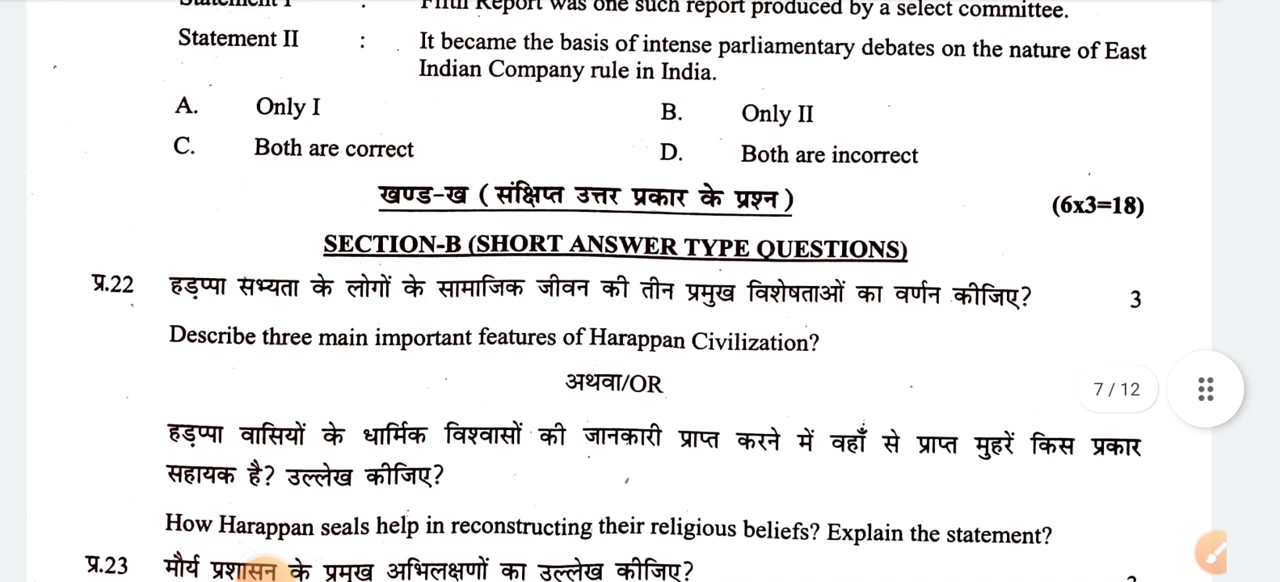 Fifth Report was one such report produced by a select committee.
Statement II : It became the basis of intense parliamentary debates on the nature of East
Indian Company rule in India.
A. Only I B. Only II
C. Both are correct D. Both are incorrect
खण्ड-ख ( संक्षिप्त उत्तर प्रकार के प्रश्न )
(6x3=18)
SECTION-B (SHORT ANSWER TYPE QUESTIONS)
प्र.22 हड़प्पा सभ्यता के लोगों के सामाजिक जीवन की तीन प्रमुख विशेषताओं का वर्णन कीजिए? 3
Describe three main important features of Harappan Civilization?
अथवा/OR
7 / 12
हड़प्पा वासियों के धार्मिक विश्वासों की जानकारी प्राप्त करने में वहाँ से प्राप्त मुहरें किस प्रकार
सहायक है? उल्लेख कीजिए?
How Harappan seals help in reconstructing their religious beliefs? Explain the statement?
प्र.23 मौर्य प्रशासन के प्रमुख अभिलक्षणों का उल्लेख कीजिए?